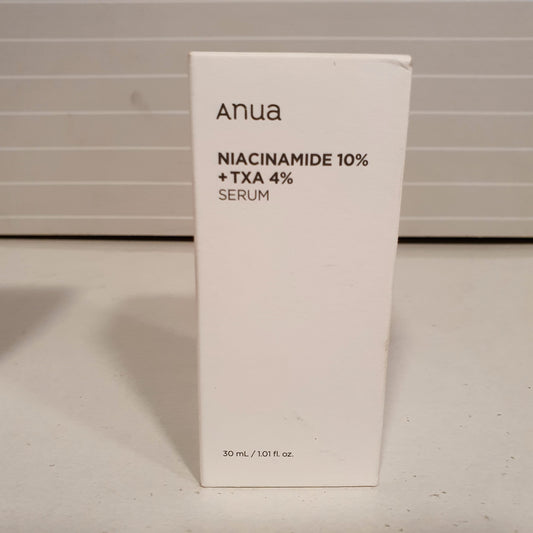 Anua
NIACINAMIDE 10%
+ TXA 4%
SERUM
30 mL / 1.01 fl. oz.